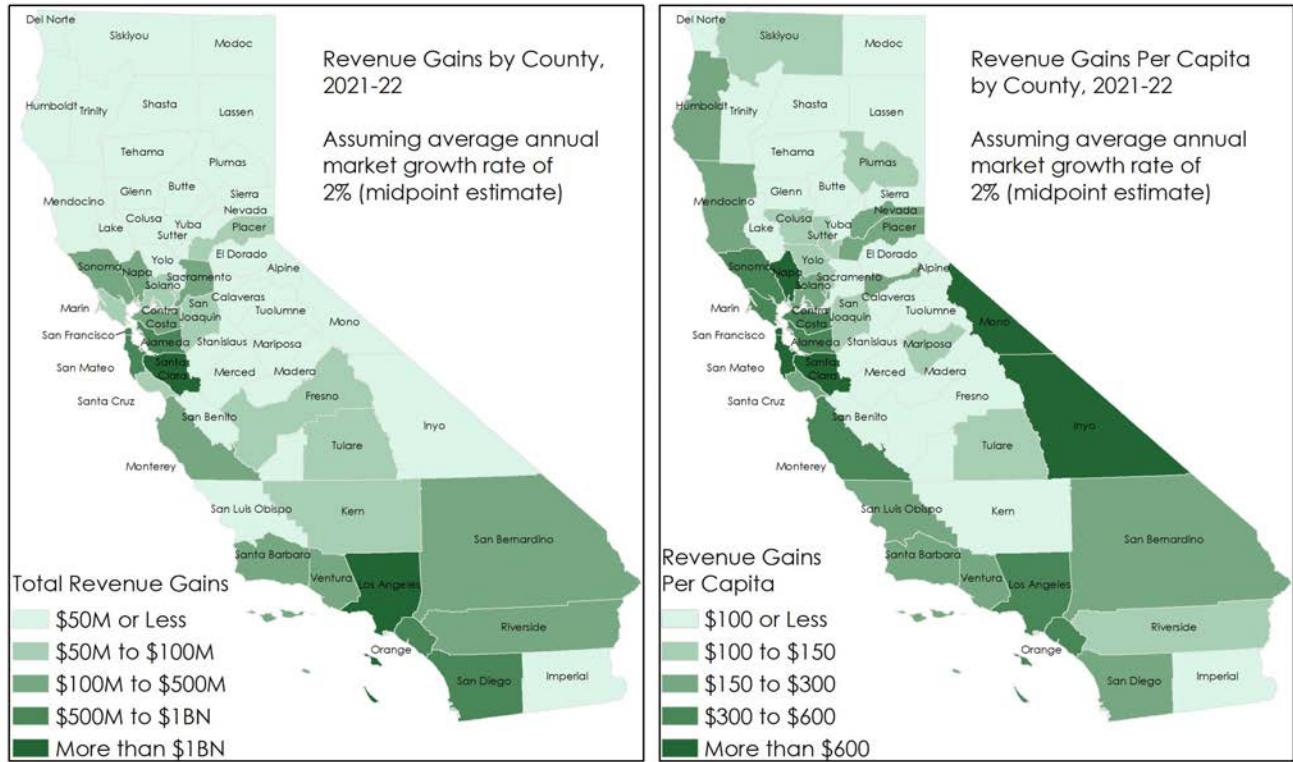 Del Norte
Siskiyou
Modoc
Revenue Gains by County,
2021-22
Humboldt
Trinity
Shasta
Lassen
Assuming average annual
market growth rate of
2% (midpoint estimate)
Tehama
Plumas
Glenn
Butte
Sierra
Mendocino
Nevada
Colusa
Yuba
Placer
Lake
Sutter
El Dorado
Yolo
Alpine
Sonoma
Napa
Sacramento
Solano
Calaveras
Marin
San
Joaquin
Tuolumne
Contra
Costa
Mono
San Francisco
Alameda
Stanislaus
Mariposa
Santa
Clara
San Mateo
Merced
Madera
Santa Cruz
Fresno
San Benito
Inyo
Tulare
Monterey
San Luis Obispo
Kern
San Bernardino
Santa Barbara
Ventura
Los Angeles
Total Revenue Gains
$50M or Less
$50M to $100M
$100M to $500M
$500M to $1BN
More than $1BN
Riverside
Orange
San Diego
Imperial
Del Norte
Siskiyou
Modoc
Revenue Gains Per Capita
by County, 2021-22
Humboldt
Trinity
Shasta
Lassen
Assuming average annual
market growth rate of
2% (midpoint estimate)
Tehama
Plumas
Glenn
Butte
Sierra
Mendocino
Nevada
Colusa
Yuba
Placer
Lake
Sutter
El Dorado
Yolo
Alpine
Sonoma
Napa
Sacramento
Solano
Calaveras
Marin
San
Joaquin
Tuolumne
Contra
Costa
Mono
San Francisco
Alameda
Stanislaus
Mariposa
Santa
Clara
San Mateo
Merced
Madera
Santa Cruz
Fresno
San Benito
Inyo
Tulare
Monterey
San Luis Obispo
Kern
San Bernardino
Santa Barbara
Ventura
Los Angeles
Revenue Gains
Per Capita
$100 or Less
$100 to $150
$150 to $300
$300 to $600
More than $600
Riverside
Orange
San Diego
Imperial